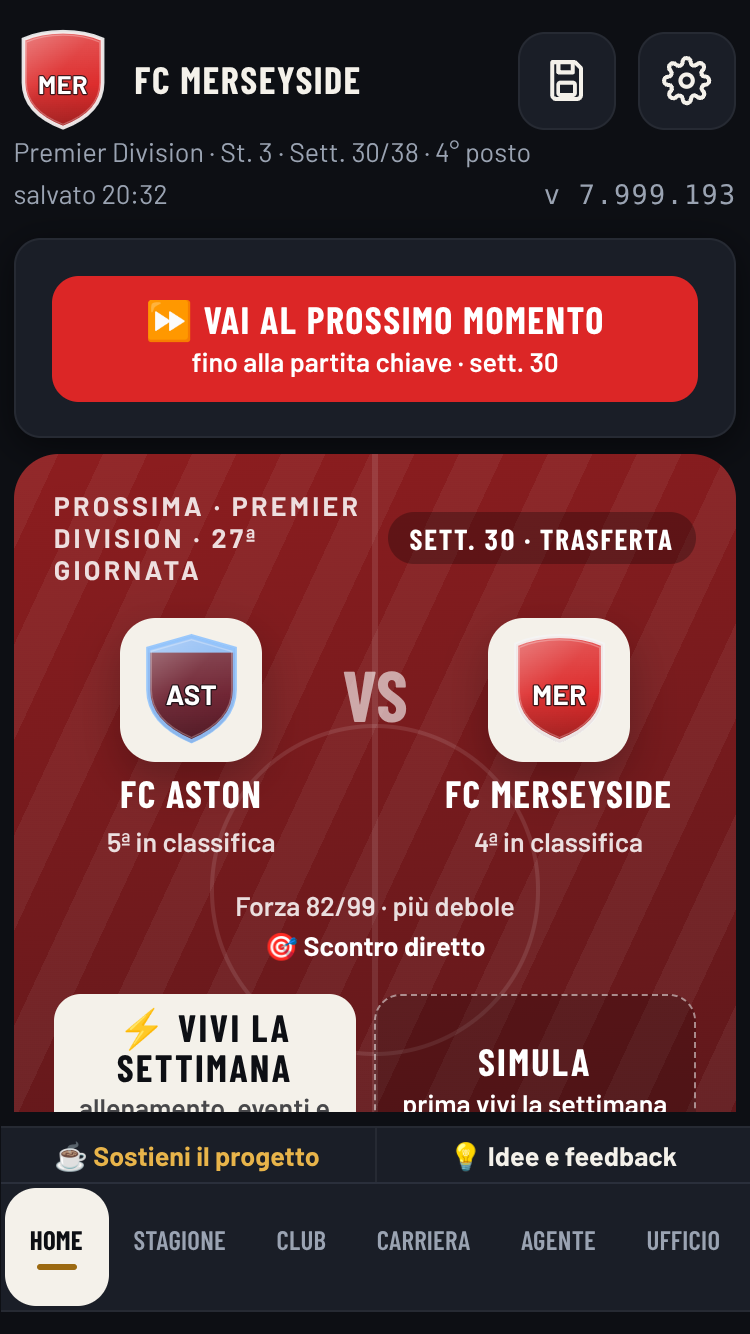 MER
FC MERSEYSIDE
Premier Division · St. 3 · Sett. 30/38 · 4° posto
salvato 20:32
v 7.999.193
⏩ VAI AL PROSSIMO MOMENTO
fino alla partita chiave · sett. 30
PROSSIMA · PREMIER
DIVISION · 27ª
GIORNATA
SETT. 30 · TRASFERTA
AST
VS
MER
FC ASTON
FC MERSEYSIDE
5ª in classifica
4ª in classifica
Forza 82/99 · più debole
🎯 Scontro diretto
⚡ VIVI LA
SETTIMANA
allenamento, eventi e
SIMULA
prima vivi la settimana
☕ Sostieni il progetto
💡 Idee e feedback
HOME
STAGIONE
CLUB
CARRIERA
AGENTE
UFFICIO